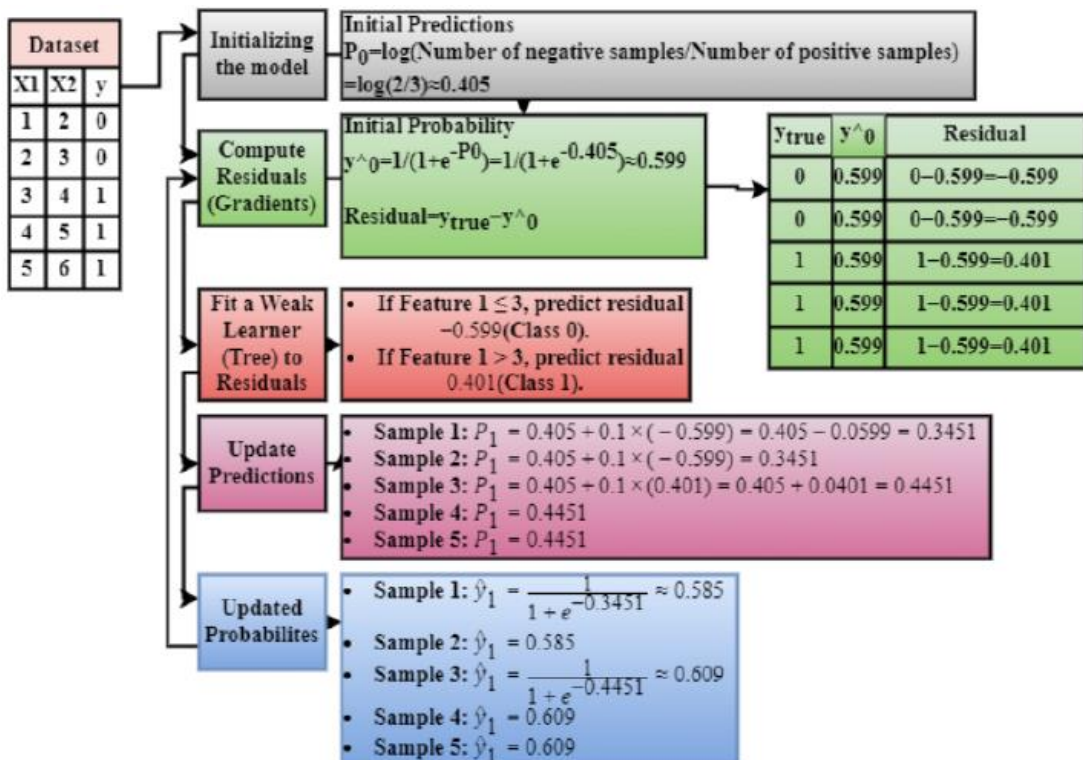 Dataset
X1 X2 y
1 2 0
2 3 0
3 4 1
4 5 1
5 6 1
Initializing
the model
Initial Predictions
P0=log(Number of negative samples/Number of positive samples)
=log(2/3)≈0.405
Compute
Residuals
(Gradients)
Initial Probability
y^0=1/(1+e^-P0)=1/(1+e^-0.405)≈0.599
Residual=ytrue-y^0
ytrue y^0 Residual
0 0.599 0−0.599=−0.599
0 0.599 0−0.599=−0.599
1 0.599 1−0.599=0.401
1 0.599 1−0.599=0.401
1 0.599 1−0.599=0.401
Fit a Weak
Learner
(Tree) to
Residuals
• If Feature 1 ≤ 3, predict residual
−0.599(Class 0).
• If Feature 1 > 3, predict residual
0.401(Class 1).
Update
Predictions
• Sample 1: P1 = 0.405 + 0.1 × ( − 0.599) = 0.405 − 0.0599 = 0.3451
• Sample 2: P1 = 0.405 + 0.1 × ( − 0.599) = 0.3451
• Sample 3: P1 = 0.405 + 0.1 × (0.401) = 0.405 + 0.0401 = 0.4451
• Sample 4: P1 = 0.4451
• Sample 5: P1 = 0.4451
Updated
Probabilites
• Sample 1: ŷ1 = 1/(1 + e^−0.3451) ≈ 0.585
• Sample 2: ŷ1 = 0.585
• Sample 3: ŷ1 = 1/(1 + e^−0.4451) ≈ 0.609
• Sample 4: ŷ1 = 0.609
• Sample 5: ŷ1 = 0.609